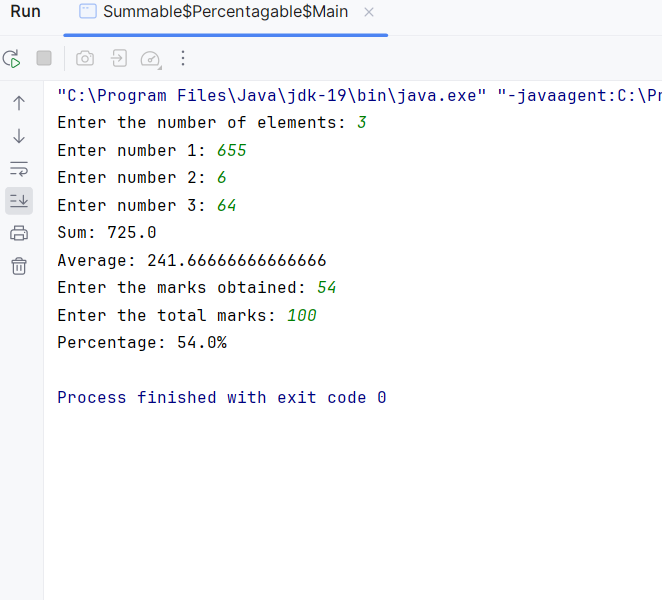 Run Summable$Percentagable$Main
"C:\Program Files\Java\jdk-19\bin\java.exe" "-javaagent:C:\Pr
Enter the number of elements: 3
Enter number 1: 655
Enter number 2: 6
Enter number 3: 64
Sum: 725.0
Average: 241.66666666666666
Enter the marks obtained: 54
Enter the total marks: 100
Percentage: 54.0%
Process finished with exit code 0